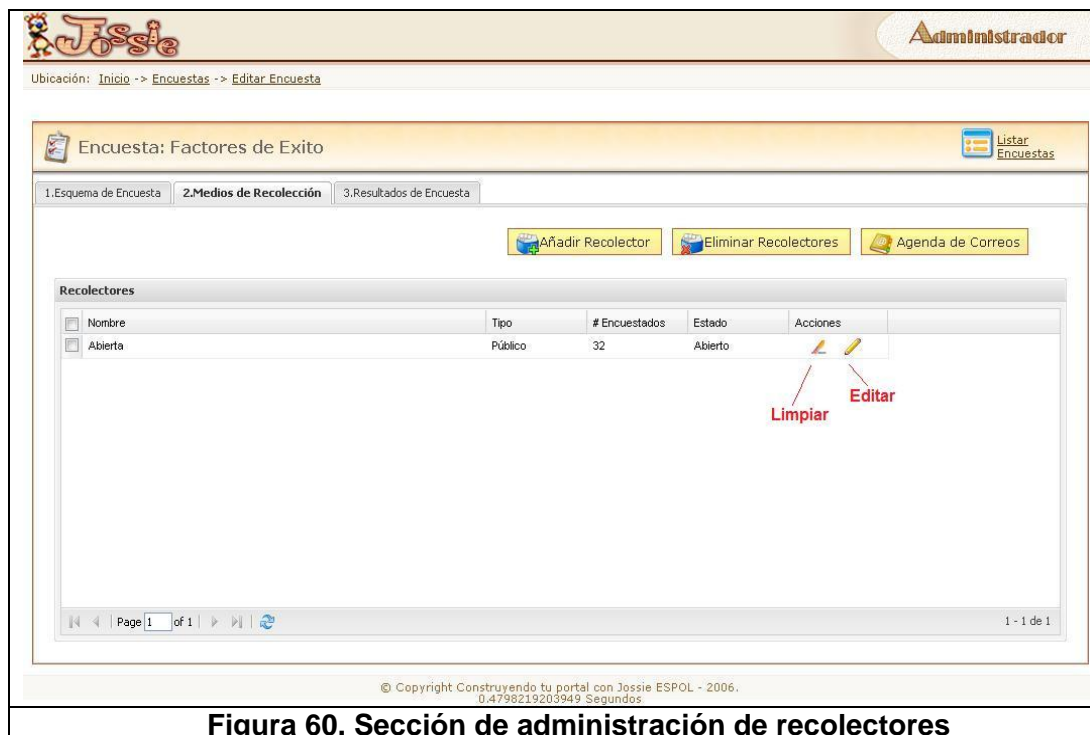 Jossie
Administrador
Ubicación: Inicio -> Encuestas -> Editar Encuesta
Encuesta: Factores de Exito
Listar
Encuestas
1.Esquema de Encuesta 2.Medios de Recolección 3.Resultados de Encuesta
Añadir Recolector Eliminar Recolectores Agenda de Correos
Recolectores
Nombre Tipo # Encuestados Estado Acciones
Abierta Público 32 Abierto
Editar
Limpiar
Page 1 of 1 1 - 1 de 1
© Copyright Construyendo tu portal con Jossie ESPOL - 2006.
0.4798219203949 Segundos
Figura 60. Sección de administración de recolectores